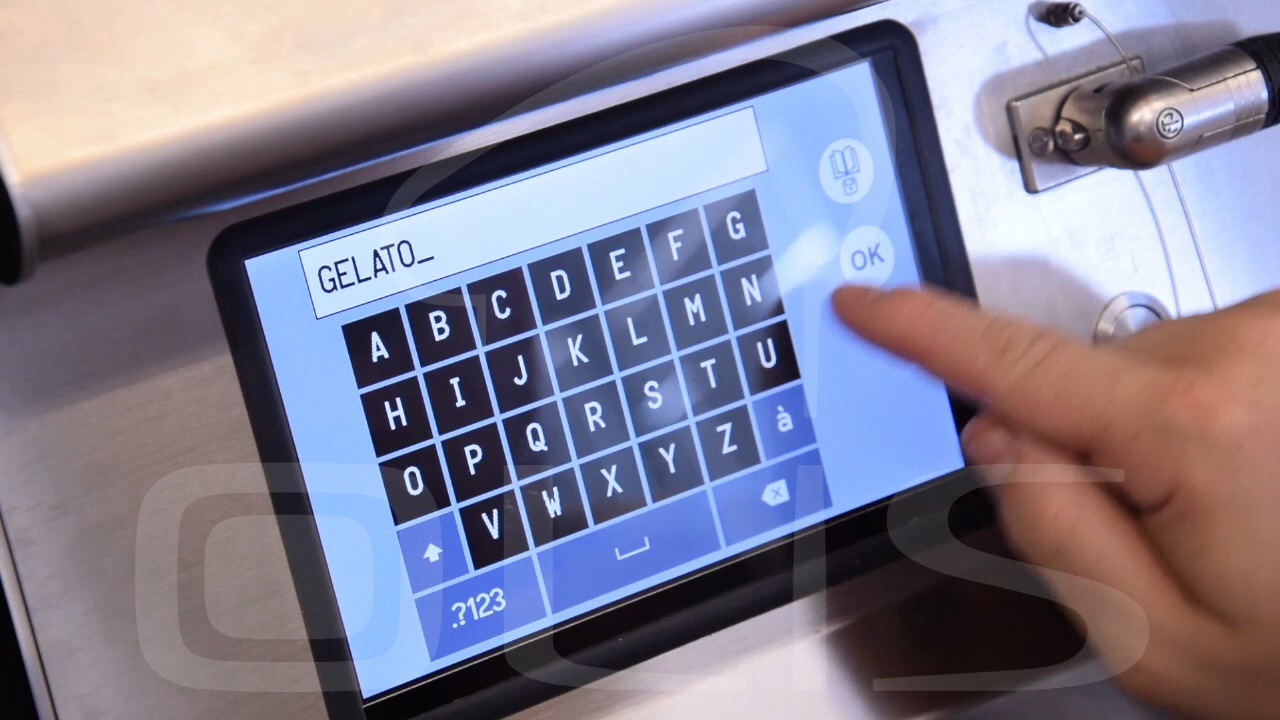 GELATO_
OK
A B C D E F G
H I J K L M N
O P Q R S T U
V W X Y Z à
.?123